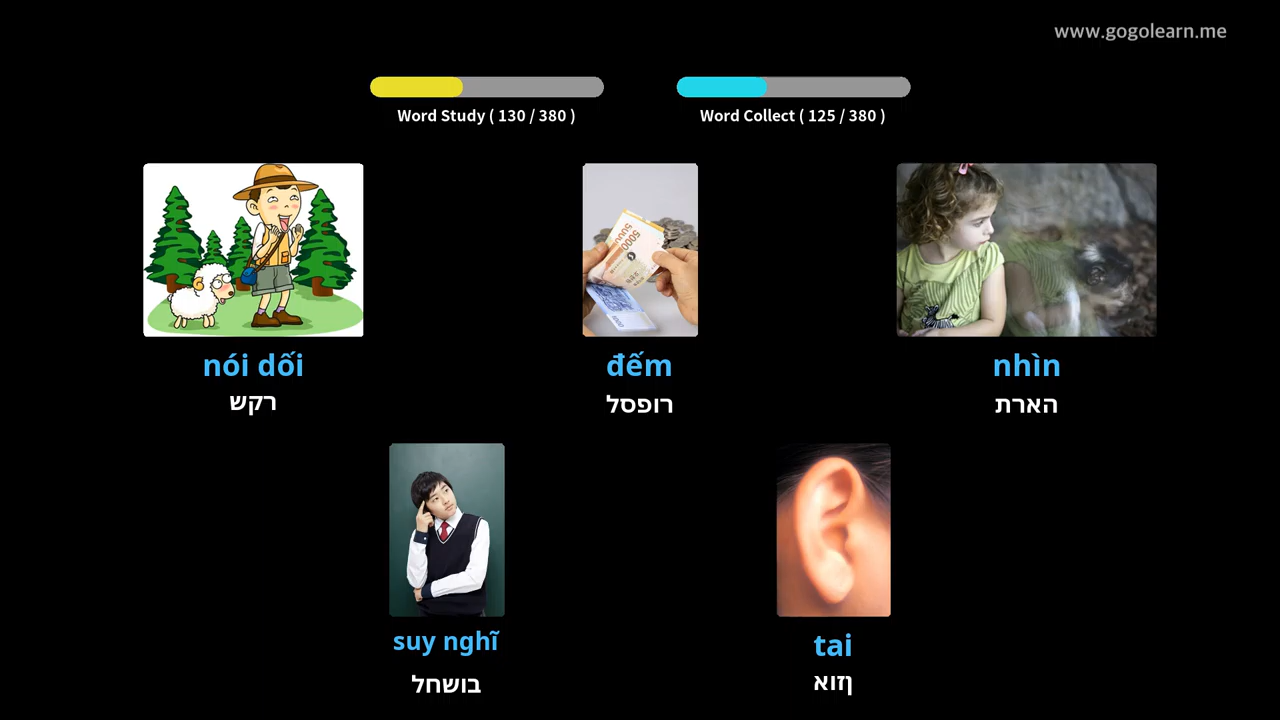 www.gogolearn.me
Word Study ( 130 / 380 )
Word Collect ( 125 / 380 )
nói dối
רקש
đếm
רופסל
nhìn
הארת
suy nghĩ
בושחל
tai
ןזוא